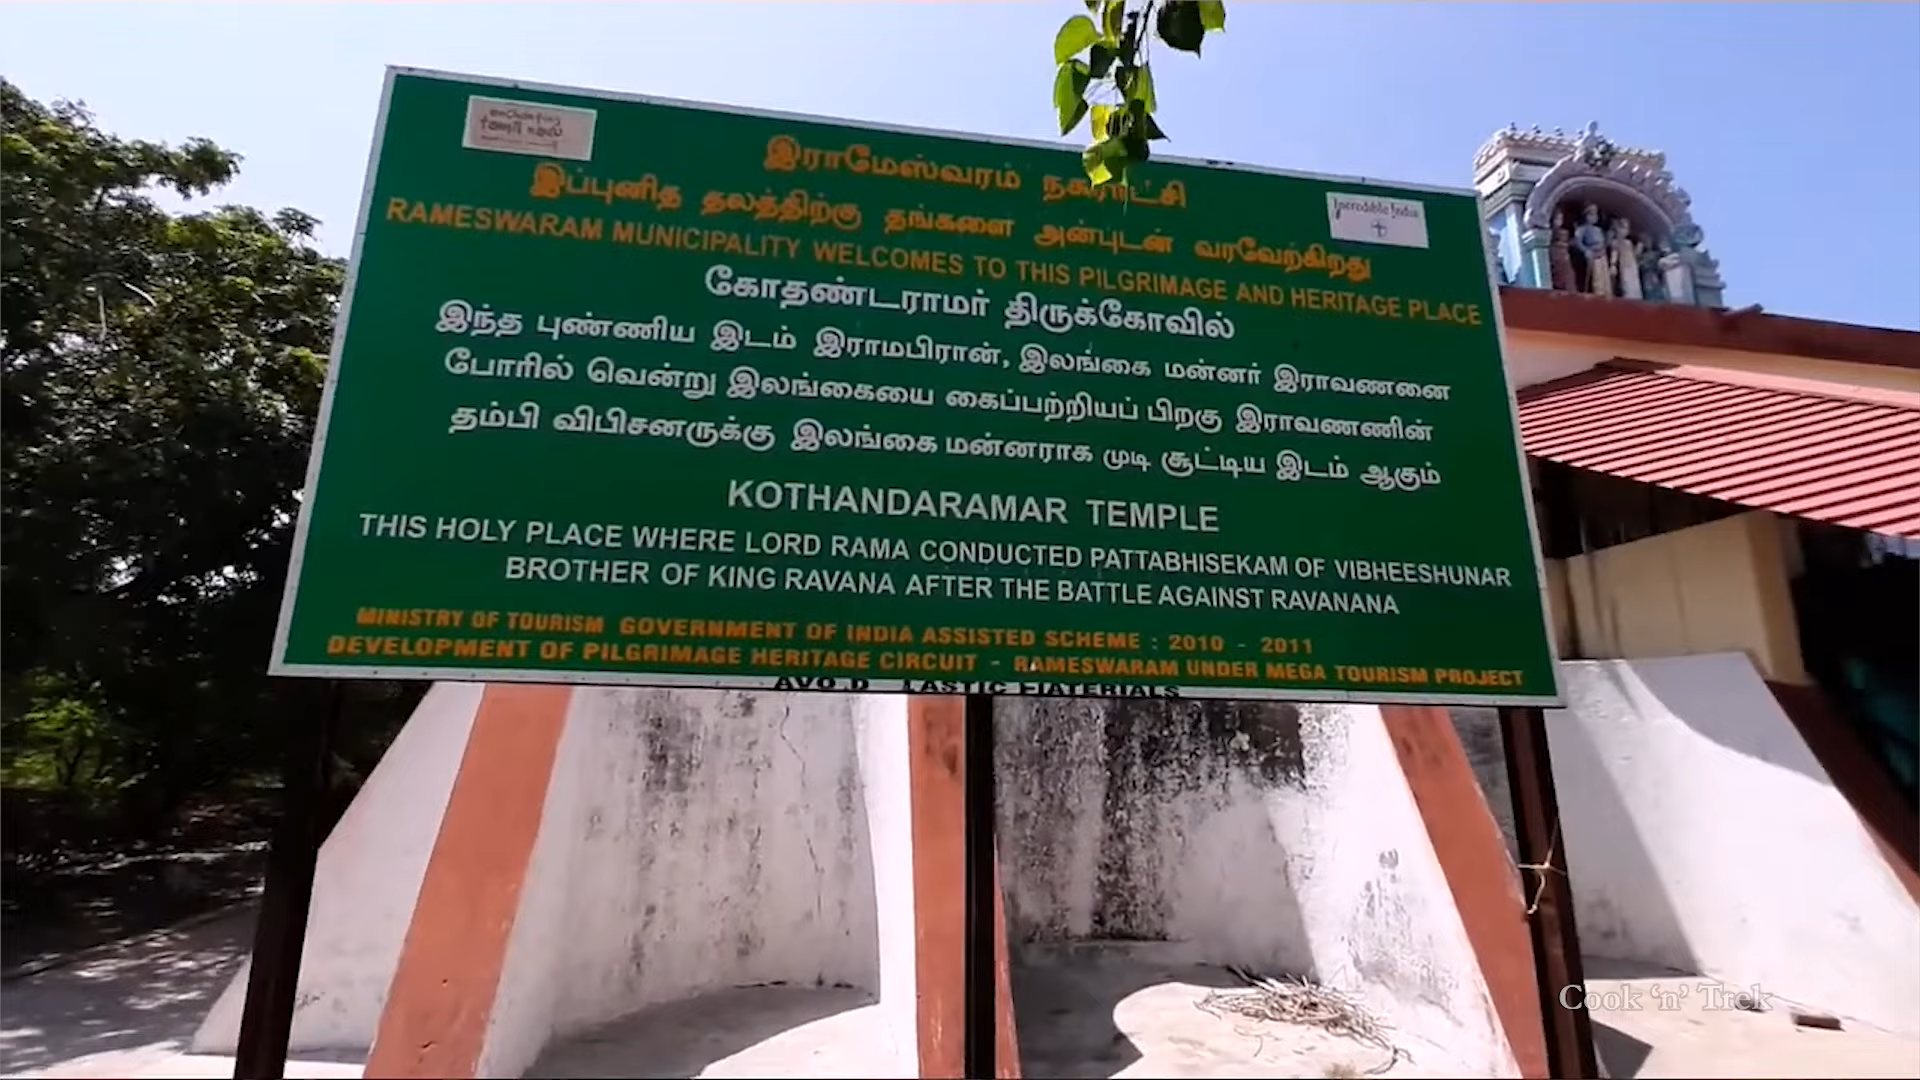 enchanting
tamil nadu
இராமேஸ்வரம் நகராட்சி
இப்புனித தலத்திற்கு தங்களை அன்புடன் வரவேற்கிறது
Incredible India
RAMESWARAM MUNICIPALITY WELCOMES TO THIS PILGRIMAGE AND HERITAGE PLACE
கோதண்டராமர் திருக்கோவில்
இந்த புண்ணிய இடம் இராமபிரான், இலங்கை மன்னர் இராவணனை
போரில் வென்று இலங்கையை கைப்பற்றியப் பிறகு இராவணணின்
தம்பி விபிசனருக்கு இலங்கை மன்னராக முடி சூட்டிய இடம் ஆகும்
KOTHANDARAMAR TEMPLE
THIS HOLY PLACE WHERE LORD RAMA CONDUCTED PATTABHISEKAM OF VIBHEESHUNAR
BROTHER OF KING RAVANA AFTER THE BATTLE AGAINST RAVANANA
MINISTRY OF TOURISM GOVERNMENT OF INDIA ASSISTED SCHEME : 2010 - 2011
DEVELOPMENT OF PILGRIMAGE HERITAGE CIRCUIT - RAMESWARAM UNDER MEGA TOURISM PROJECT
Cook 'n' Trek